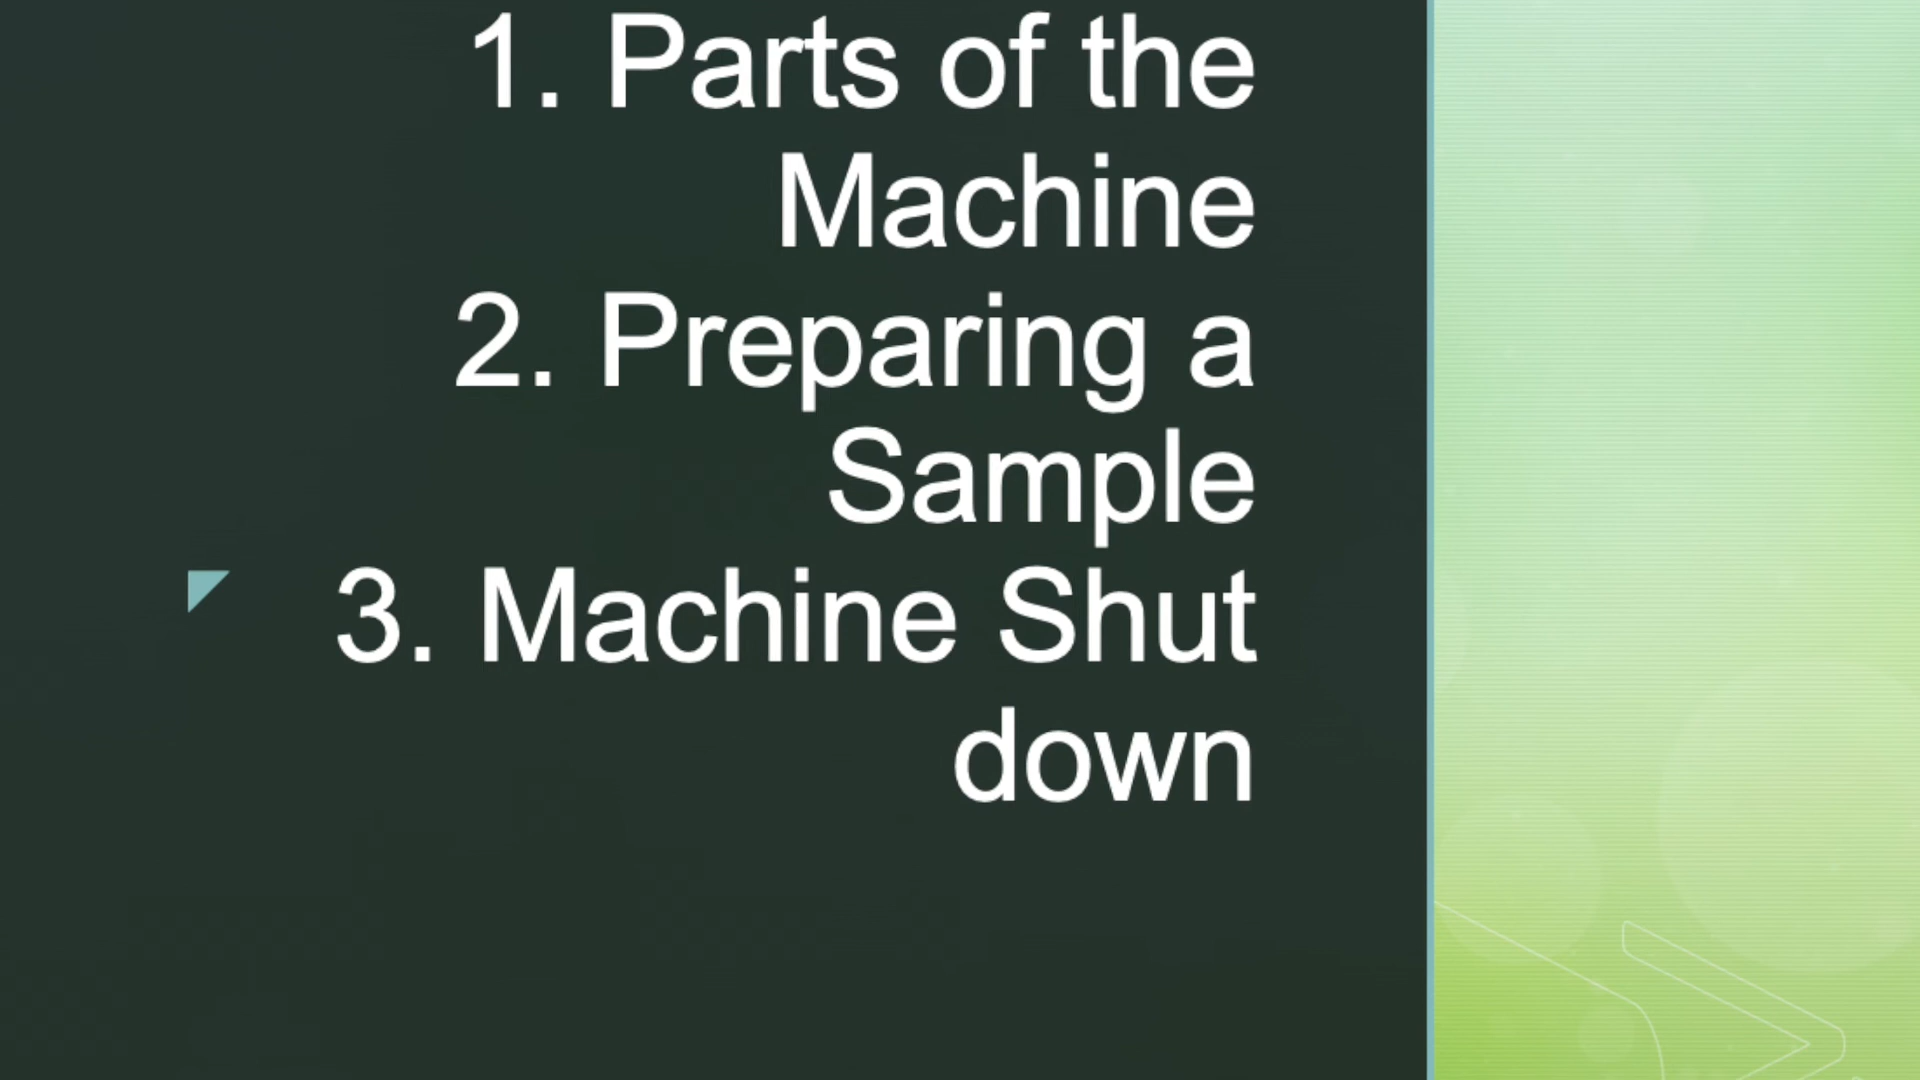 1. Parts of the
Machine
2. Preparing a
Sample
3. Machine Shut
down